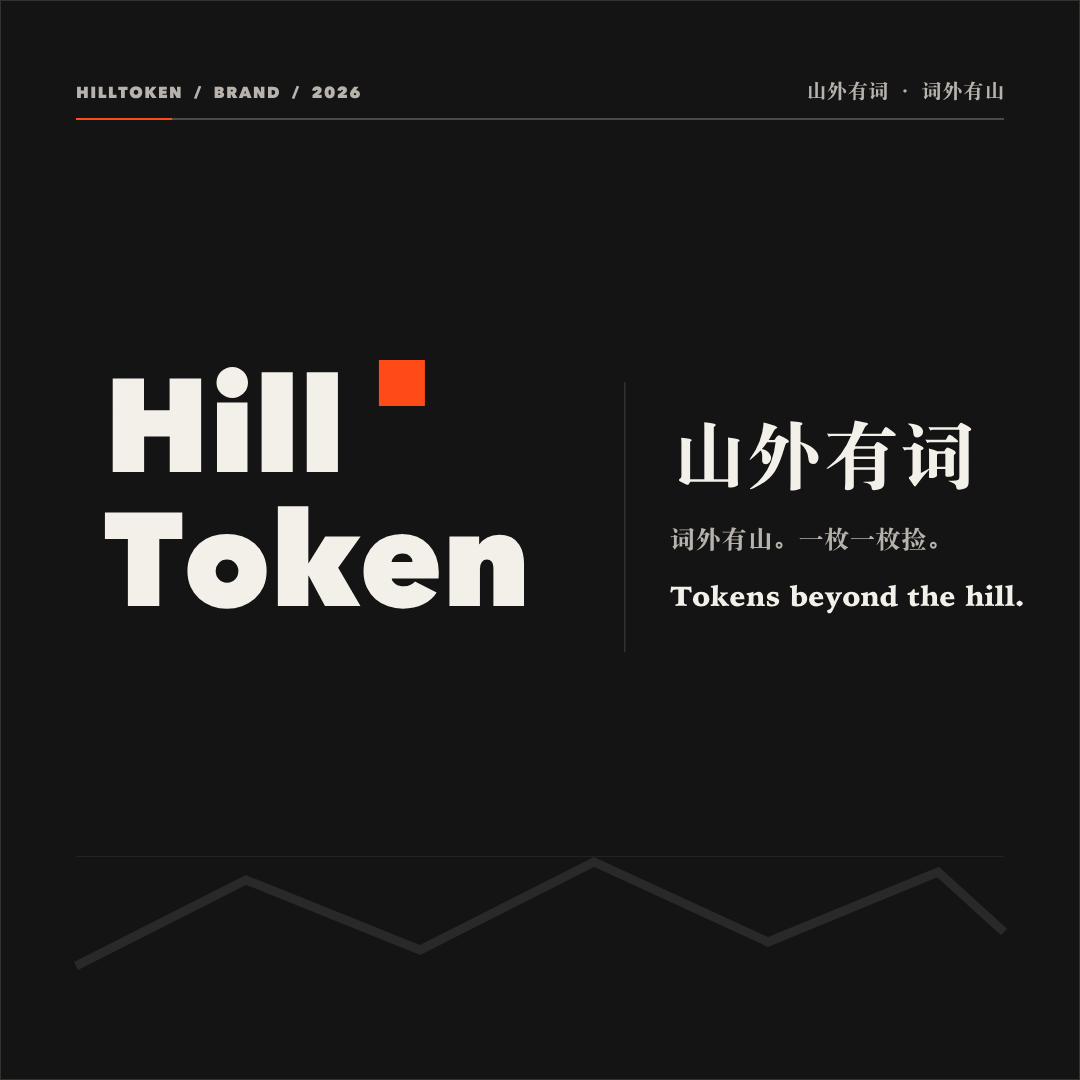 HILLTOKEN / BRAND / 2026
山外有词 · 词外有山
Hill
Token
山外有词
词外有山。一枚一枚捡。
Tokens beyond the hill.